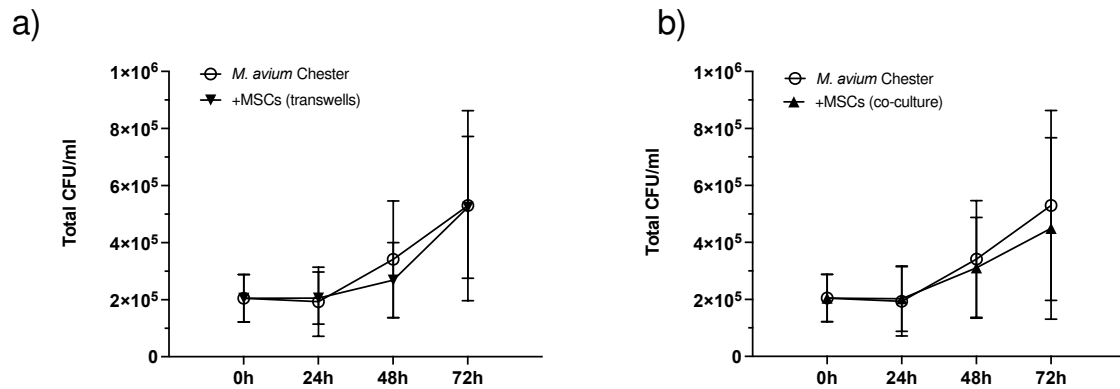 a)
Total CFU/ml
1×10⁶
8×10⁵
6×10⁵
4×10⁵
2×10⁵
0
M. avium Chester
+MSCs (transwells)
0h 24h 48h 72h
b)
Total CFU/ml
1×10⁶
8×10⁵
6×10⁵
4×10⁵
2×10⁵
0
M. avium Chester
+MSCs (co-culture)
0h 24h 48h 72h